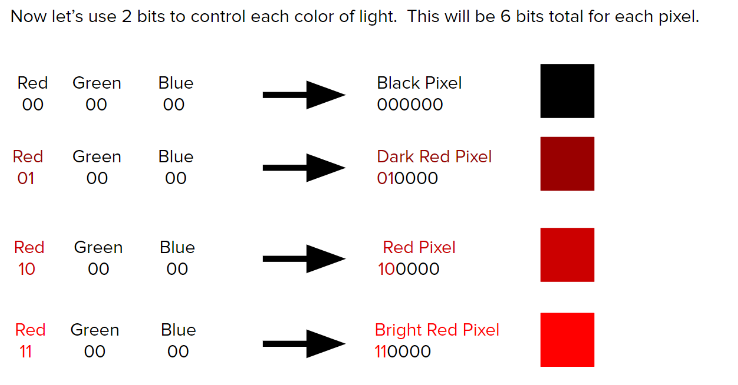 Now let's use 2 bits to control each color of light.  This will be 6 bits total for each pixel.
Red Green Blue Black Pixel
00 00 00 000000
Red Green Blue Dark Red Pixel
01 00 00 010000
Red Green Blue Red Pixel
10 00 00 100000
Red Green Blue Bright Red Pixel
11 00 00 110000